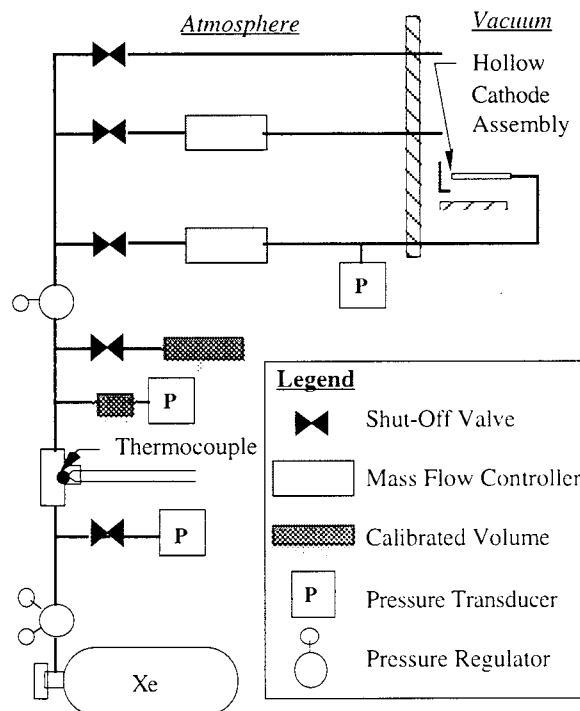 Atmosphere
Vacuum
Hollow
Cathode
Assembly
P
P
Thermocouple
P
Xe
Legend
Shut-Off Valve
Mass Flow Controller
Calibrated Volume
P
Pressure Transducer
Pressure Regulator